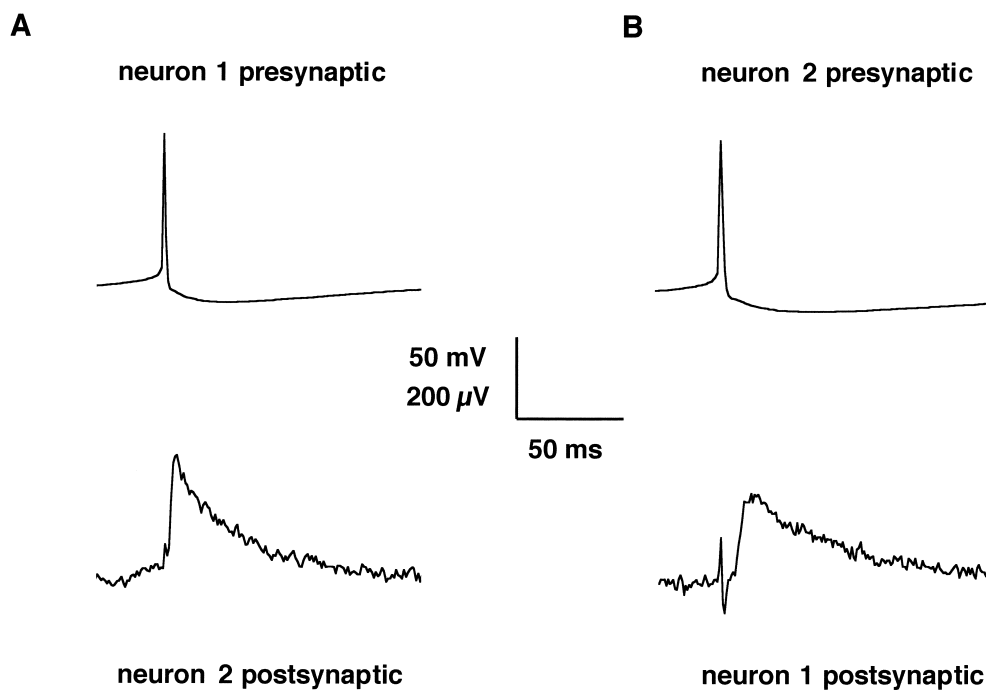 A
B
neuron 1 presynaptic
neuron 2 presynaptic
50 mV
200 µV
50 ms
neuron 2 postsynaptic
neuron 1 postsynaptic